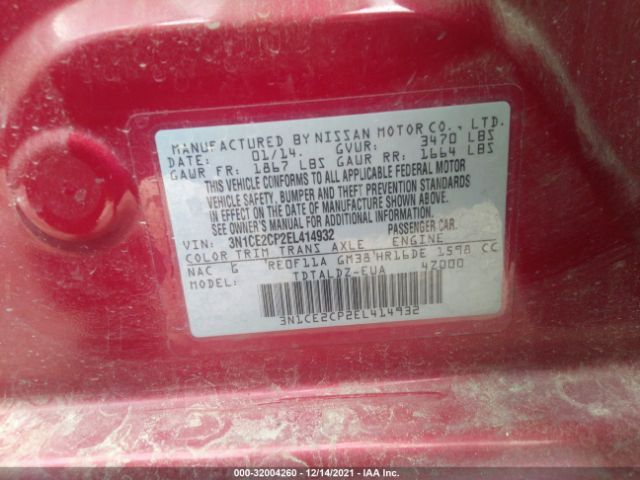 MANUFACTURED BY NISSAN MOTOR CO., LTD.
DATE: 01/14. GVWR: 3470 LBS
GAWR FR: 1867 LBS GAWR RR: 1664 LBS
THIS VEHICLE CONFORMS TO ALL APPLICABLE FEDERAL MOTOR
VEHICLE SAFETY, BUMPER AND THEFT PREVENTION STANDARDS
IN EFFECT ON THE DATE OF MANUFACTURE SHOWN ABOVE.
SEE OWNER'S MANUAL FOR ADDITIONAL INFORMATION.
VIN: 3N1CE2CP2EL414932 PASSENGER CAR.
COLOR TRIM TRANS AXLE ENGINE
NAC G RE0F11A GM38 HR16DE 1598 CC
MODEL: TDTALDZ-EUA 4Z000
3N1CE2CP2EL414932
000-32004260 - 12/14/2021 - IAA Inc.